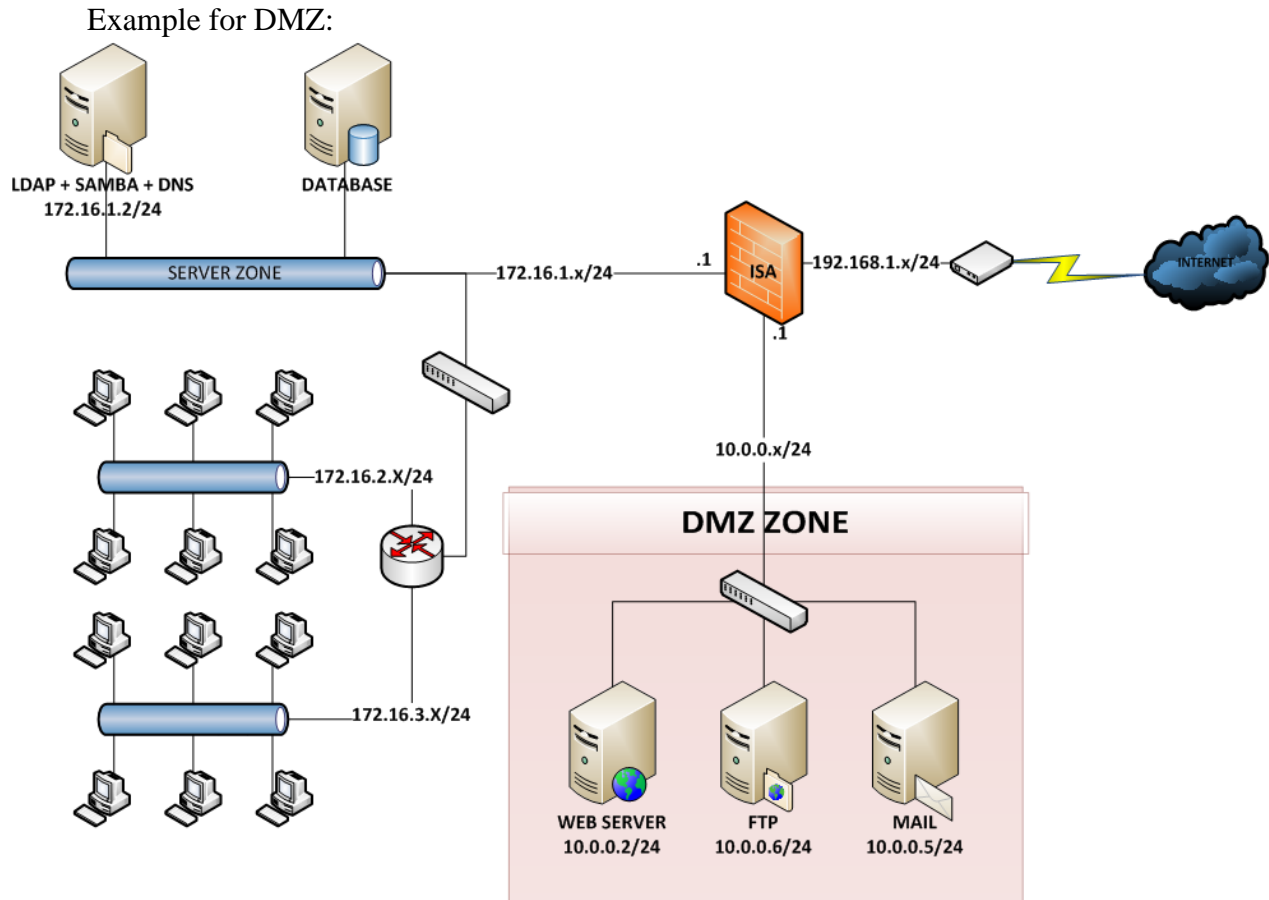 Example for DMZ:
LDAP + SAMBA + DNS
172.16.1.2/24
DATABASE
SERVER ZONE
172.16.1.x/24
.1
ISA
192.168.1.x/24
INTERNET
.1
172.16.2.X/24
10.0.0.x/24
DMZ ZONE
172.16.3.X/24
WEB SERVER
10.0.0.2/24
FTP
10.0.0.6/24
MAIL
10.0.0.5/24